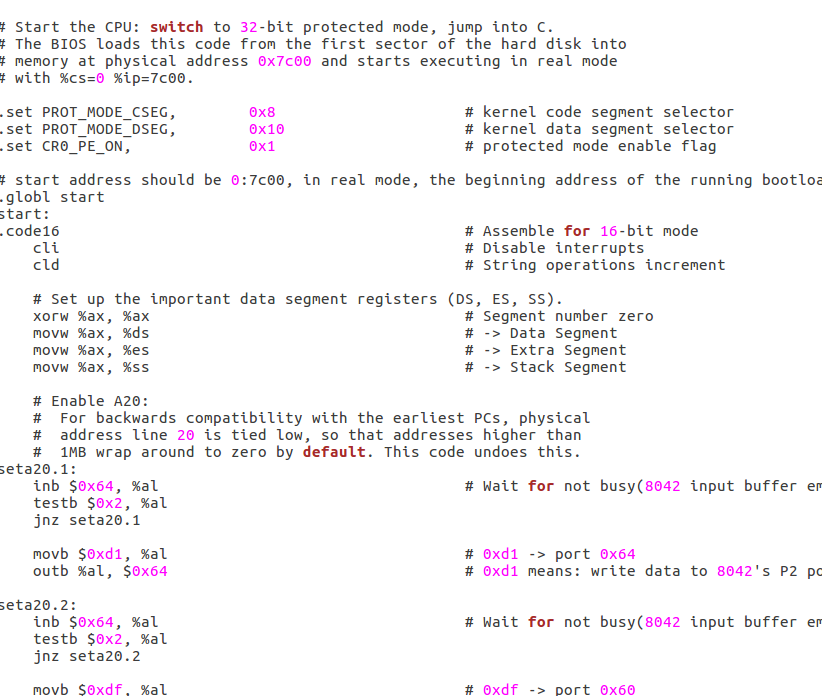 # Start the CPU: switch to 32-bit protected mode, jump into C.
# The BIOS loads this code from the first sector of the hard disk into
# memory at physical address 0x7c00 and starts executing in real mode
# with %cs=0 %ip=7c00.
.set PROT_MODE_CSEG,        0x8                     # kernel code segment selector
.set PROT_MODE_DSEG,        0x10                    # kernel data segment selector
.set CR0_PE_ON,             0x1                     # protected mode enable flag
# start address should be 0:7c00, in real mode, the beginning address of the running
.globl start
start:
.code16                                             # Assemble for 16-bit mode
    cli                                             # Disable interrupts
    cld                                             # String operations increment
    # Set up the important data segment registers (DS, ES, SS).
    xorw %ax, %ax                                   # Segment number zero
    movw %ax, %ds                                   # -> Data Segment
    movw %ax, %es                                   # -> Extra Segment
    movw %ax, %ss                                   # -> Stack Segment
    # Enable A20:
    #  For backwards compatibility with the earliest PCs, physical
    #  address line 20 is tied low, so that addresses higher than
    #  1MB wrap around to zero by default. This code undoes this.
seta20.1:
    inb $0x64, %al                                  # Wait for not busy(8042 input buffer
    testb $0x2, %al
    jnz seta20.1
    movb $0xd1, %al                                 # 0xd1 -> port 0x64
    outb %al, $0x64                                 # 0xd1 means: write data to 8042's P2
seta20.2:
    inb $0x64, %al                                  # Wait for not busy(8042 input buffer
    testb $0x2, %al
    jnz seta20.2
    movb $0xdf, %al                                 # 0xdf -> port 0x60